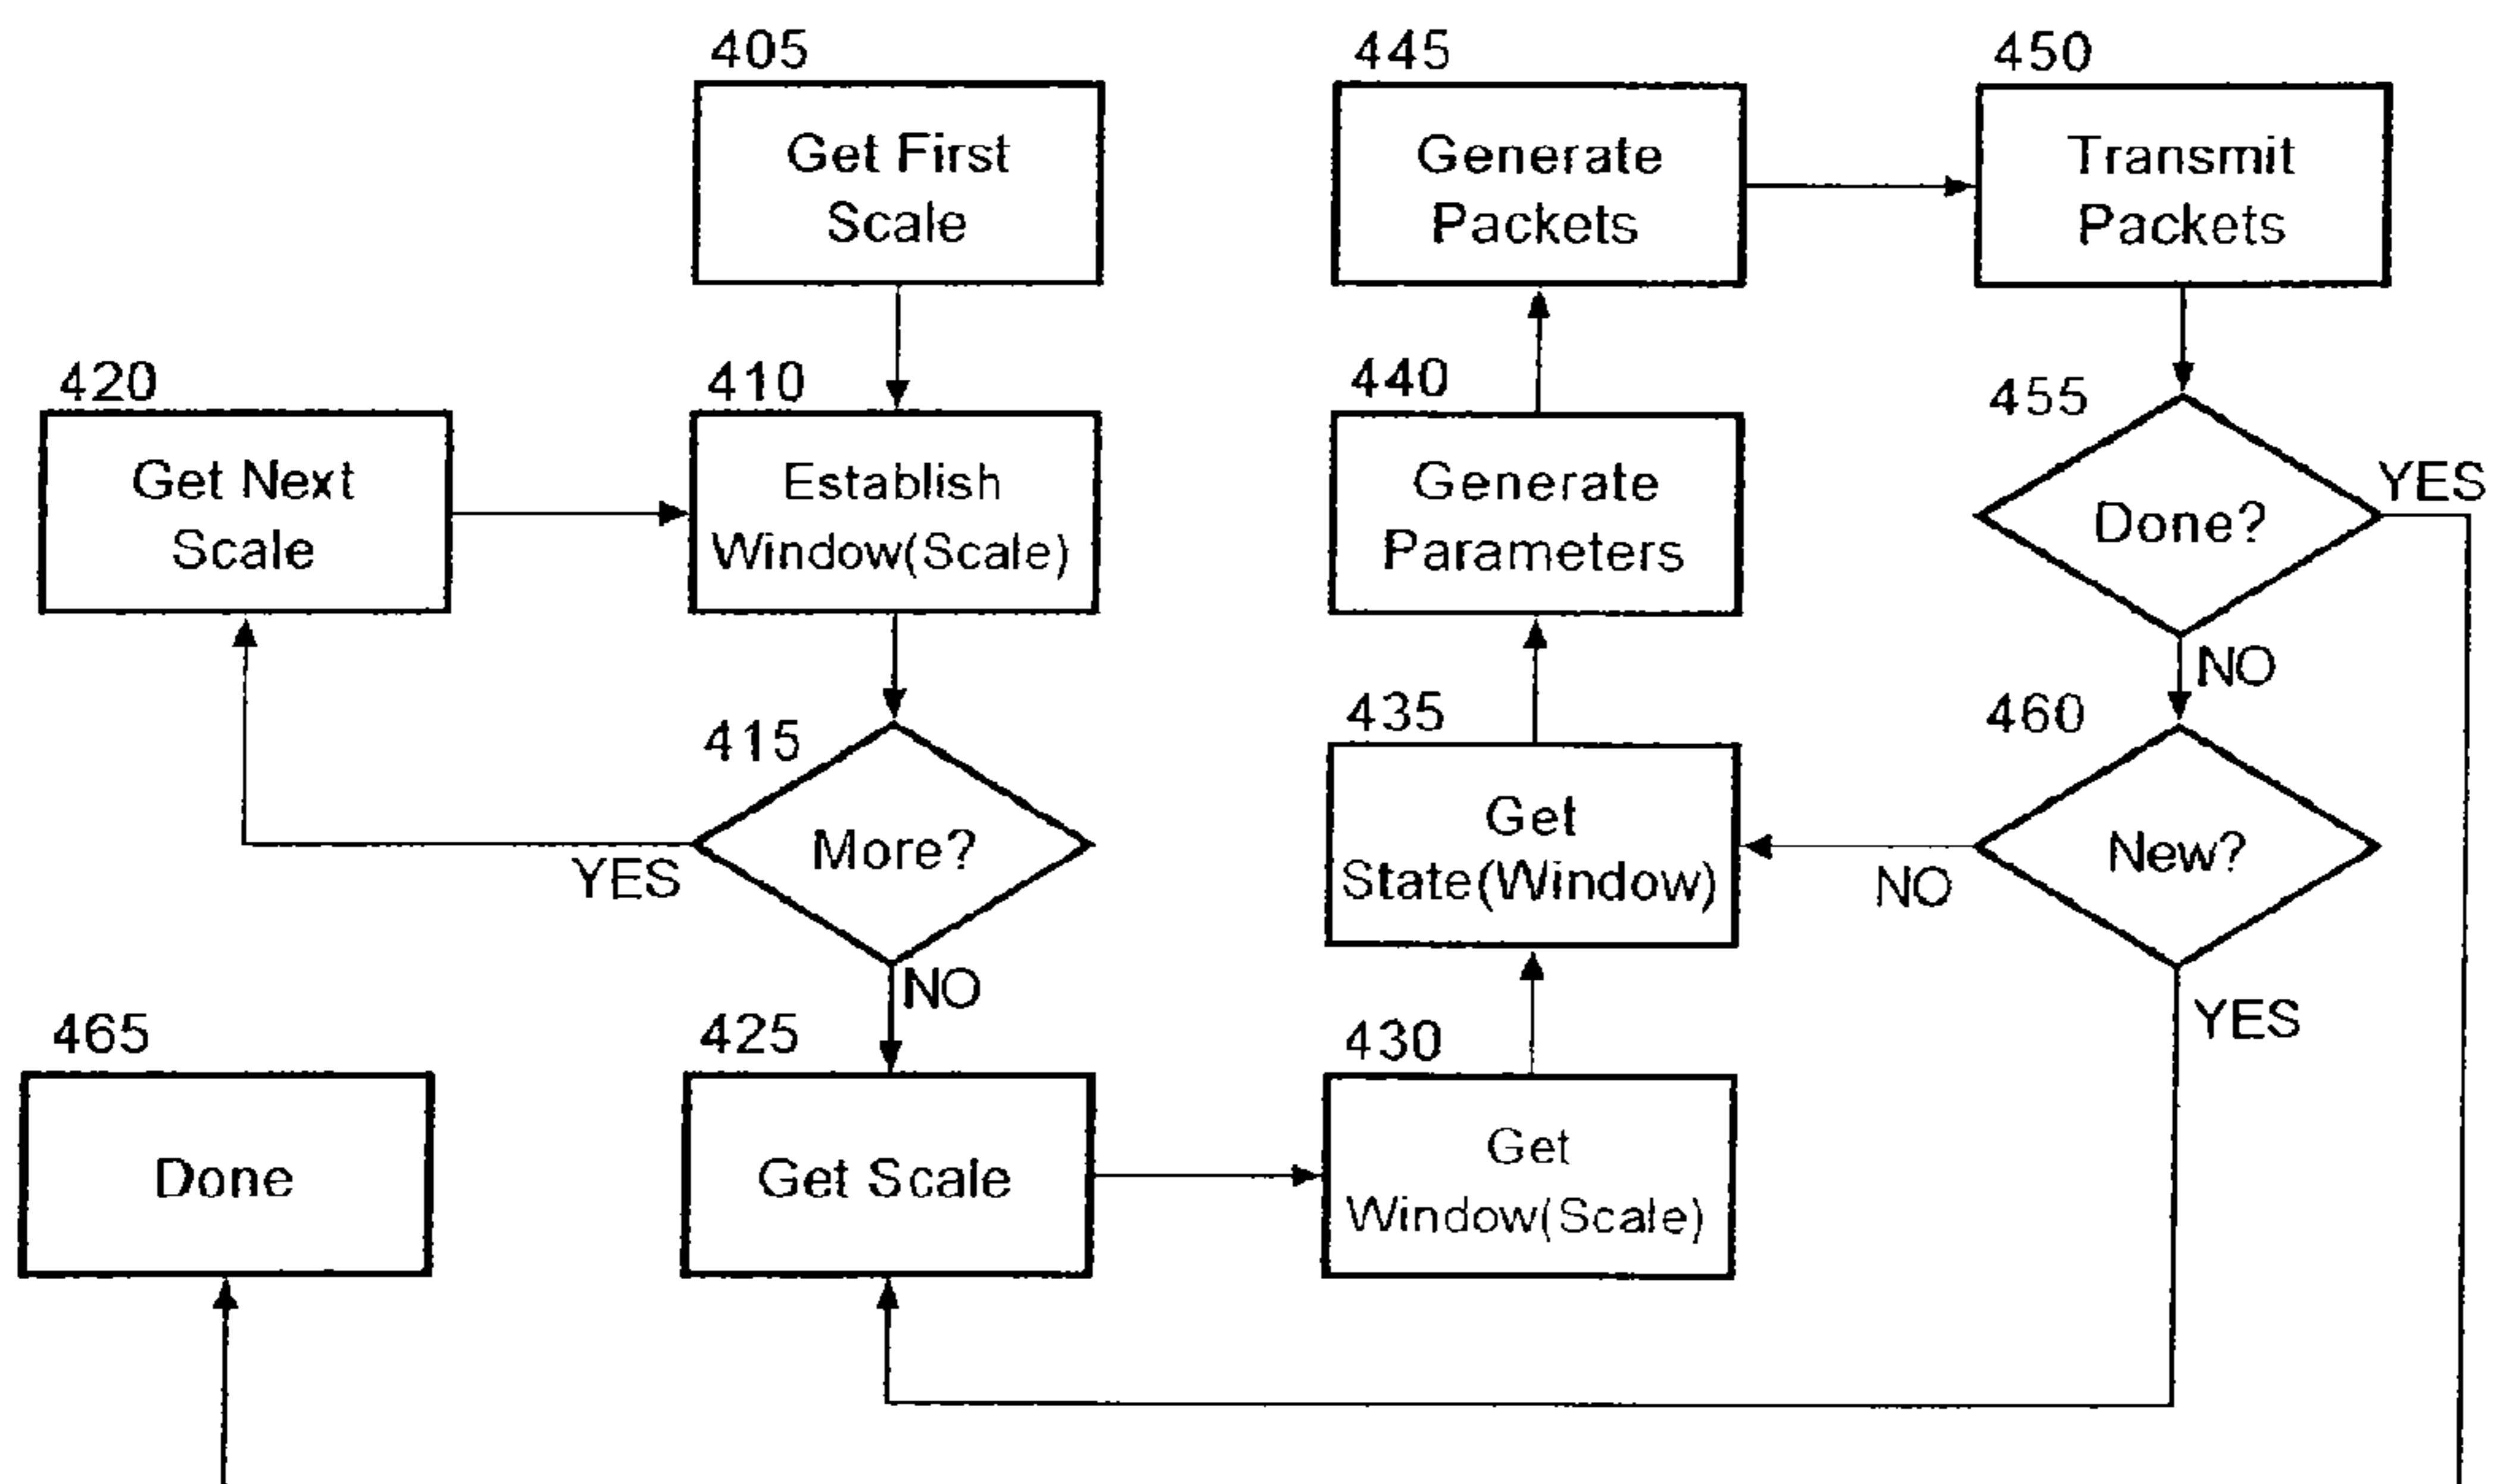 405
Get First
Scale
445
Generate
Packets
450
Transmit
Packets
420
Get Next
Scale
410
Establish
Window(Scale)
440
Generate
Parameters
455
Done?
YES
NO
415
More?
YES
NO
435
Get
State(Window)
460
New?
NO
YES
465
Done
425
Get Scale
430
Get
Window(Scale)